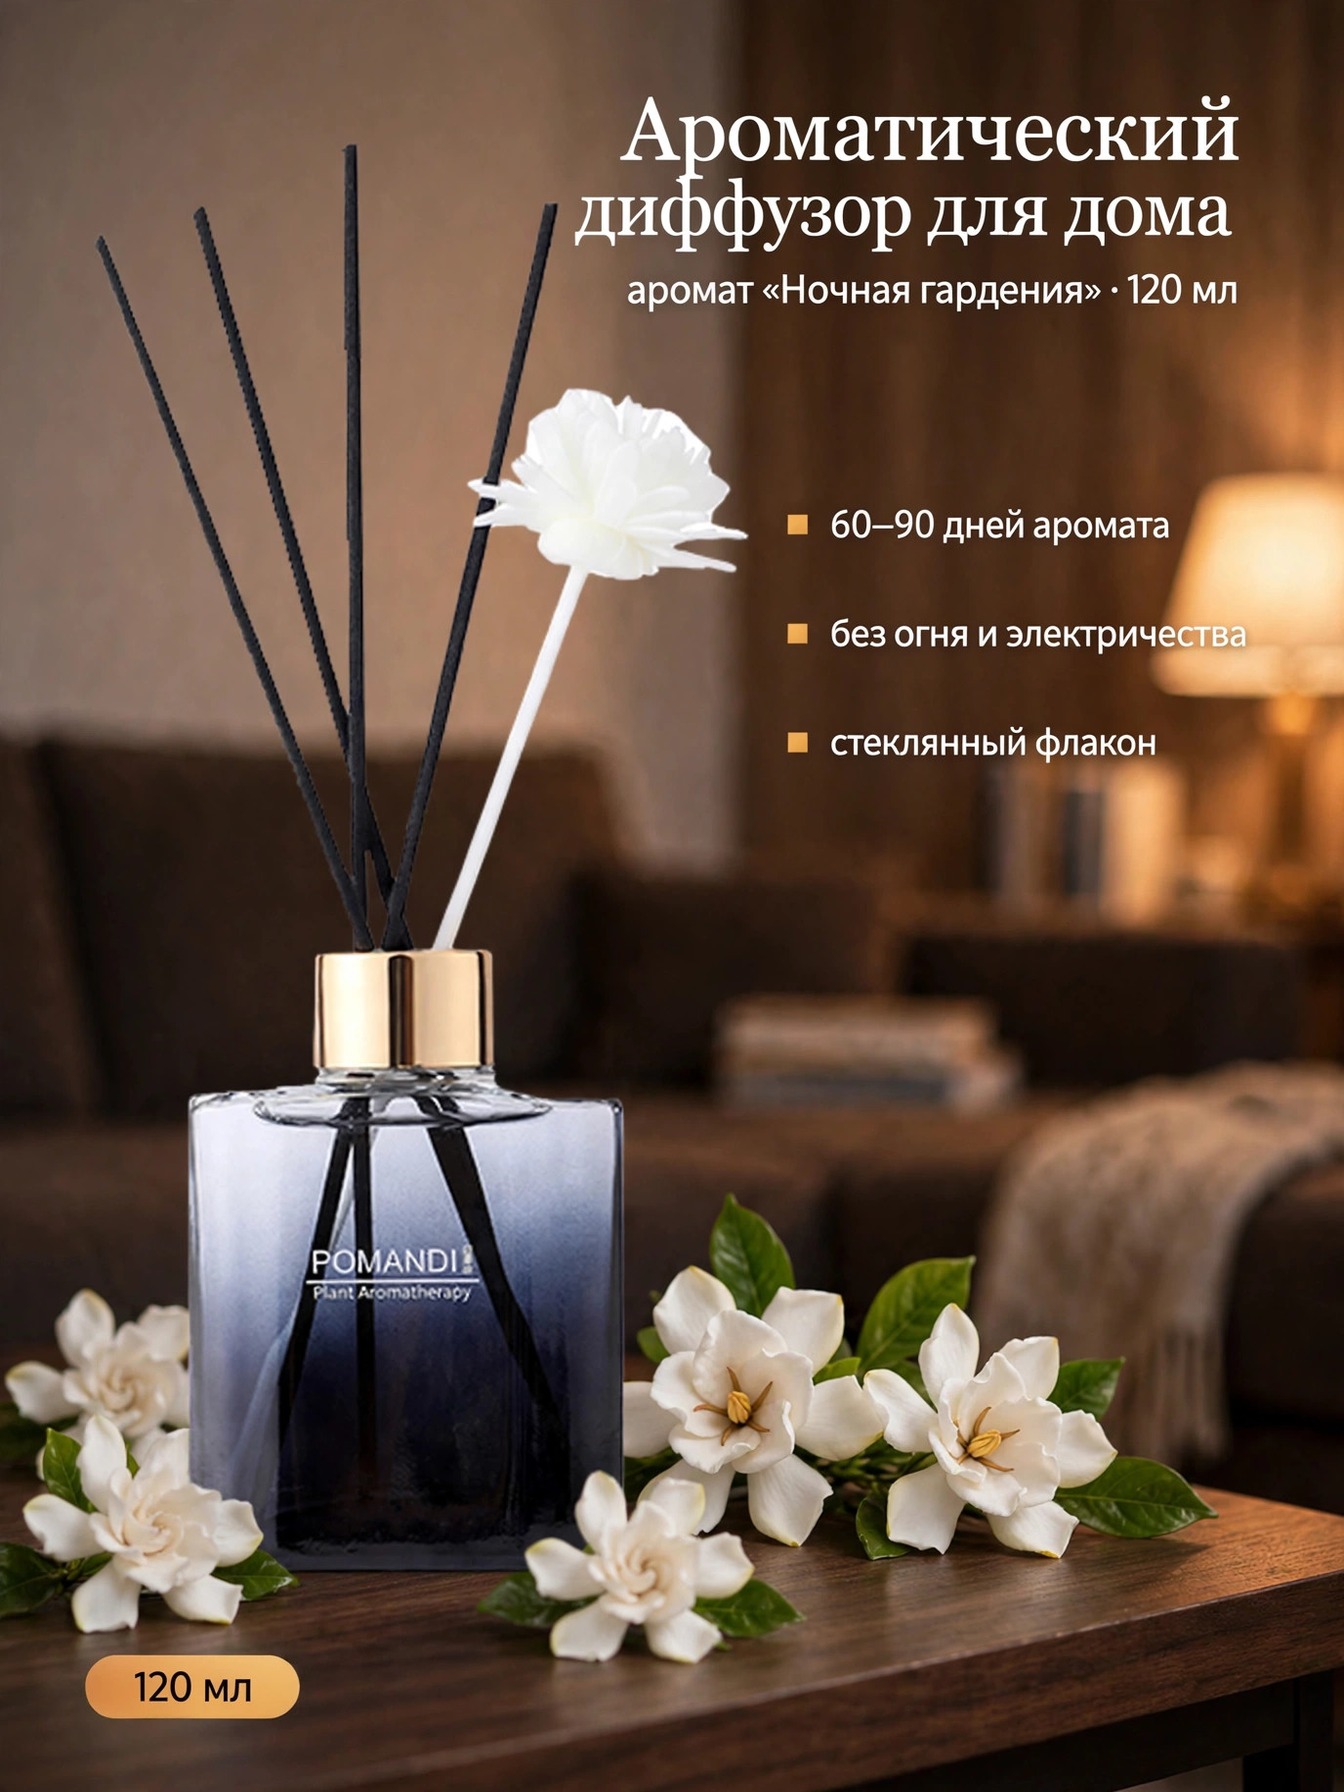 Ароматический
диффузор для дома
аромат «Ночная гардения» · 120 мл
60–90 дней аромата
без огня и электричества
стеклянный флакон
POMANDI
Plant Aromatherapy
120 мл